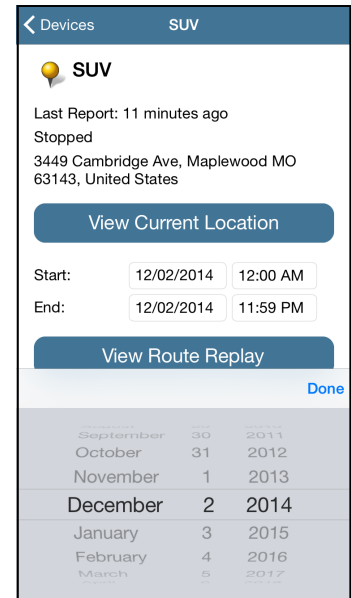 Devices SUV
SUV
Last Report: 11 minutes ago
Stopped
3449 Cambridge Ave, Maplewood MO
63143, United States
View Current Location
Start: 12/02/2014 12:00 AM
End: 12/02/2014 11:59 PM
View Route Replay
Done
September 30 2011
October 31 2012
November 1 2013
December 2 2014
January 3 2015
February 4 2016
March 5 2017